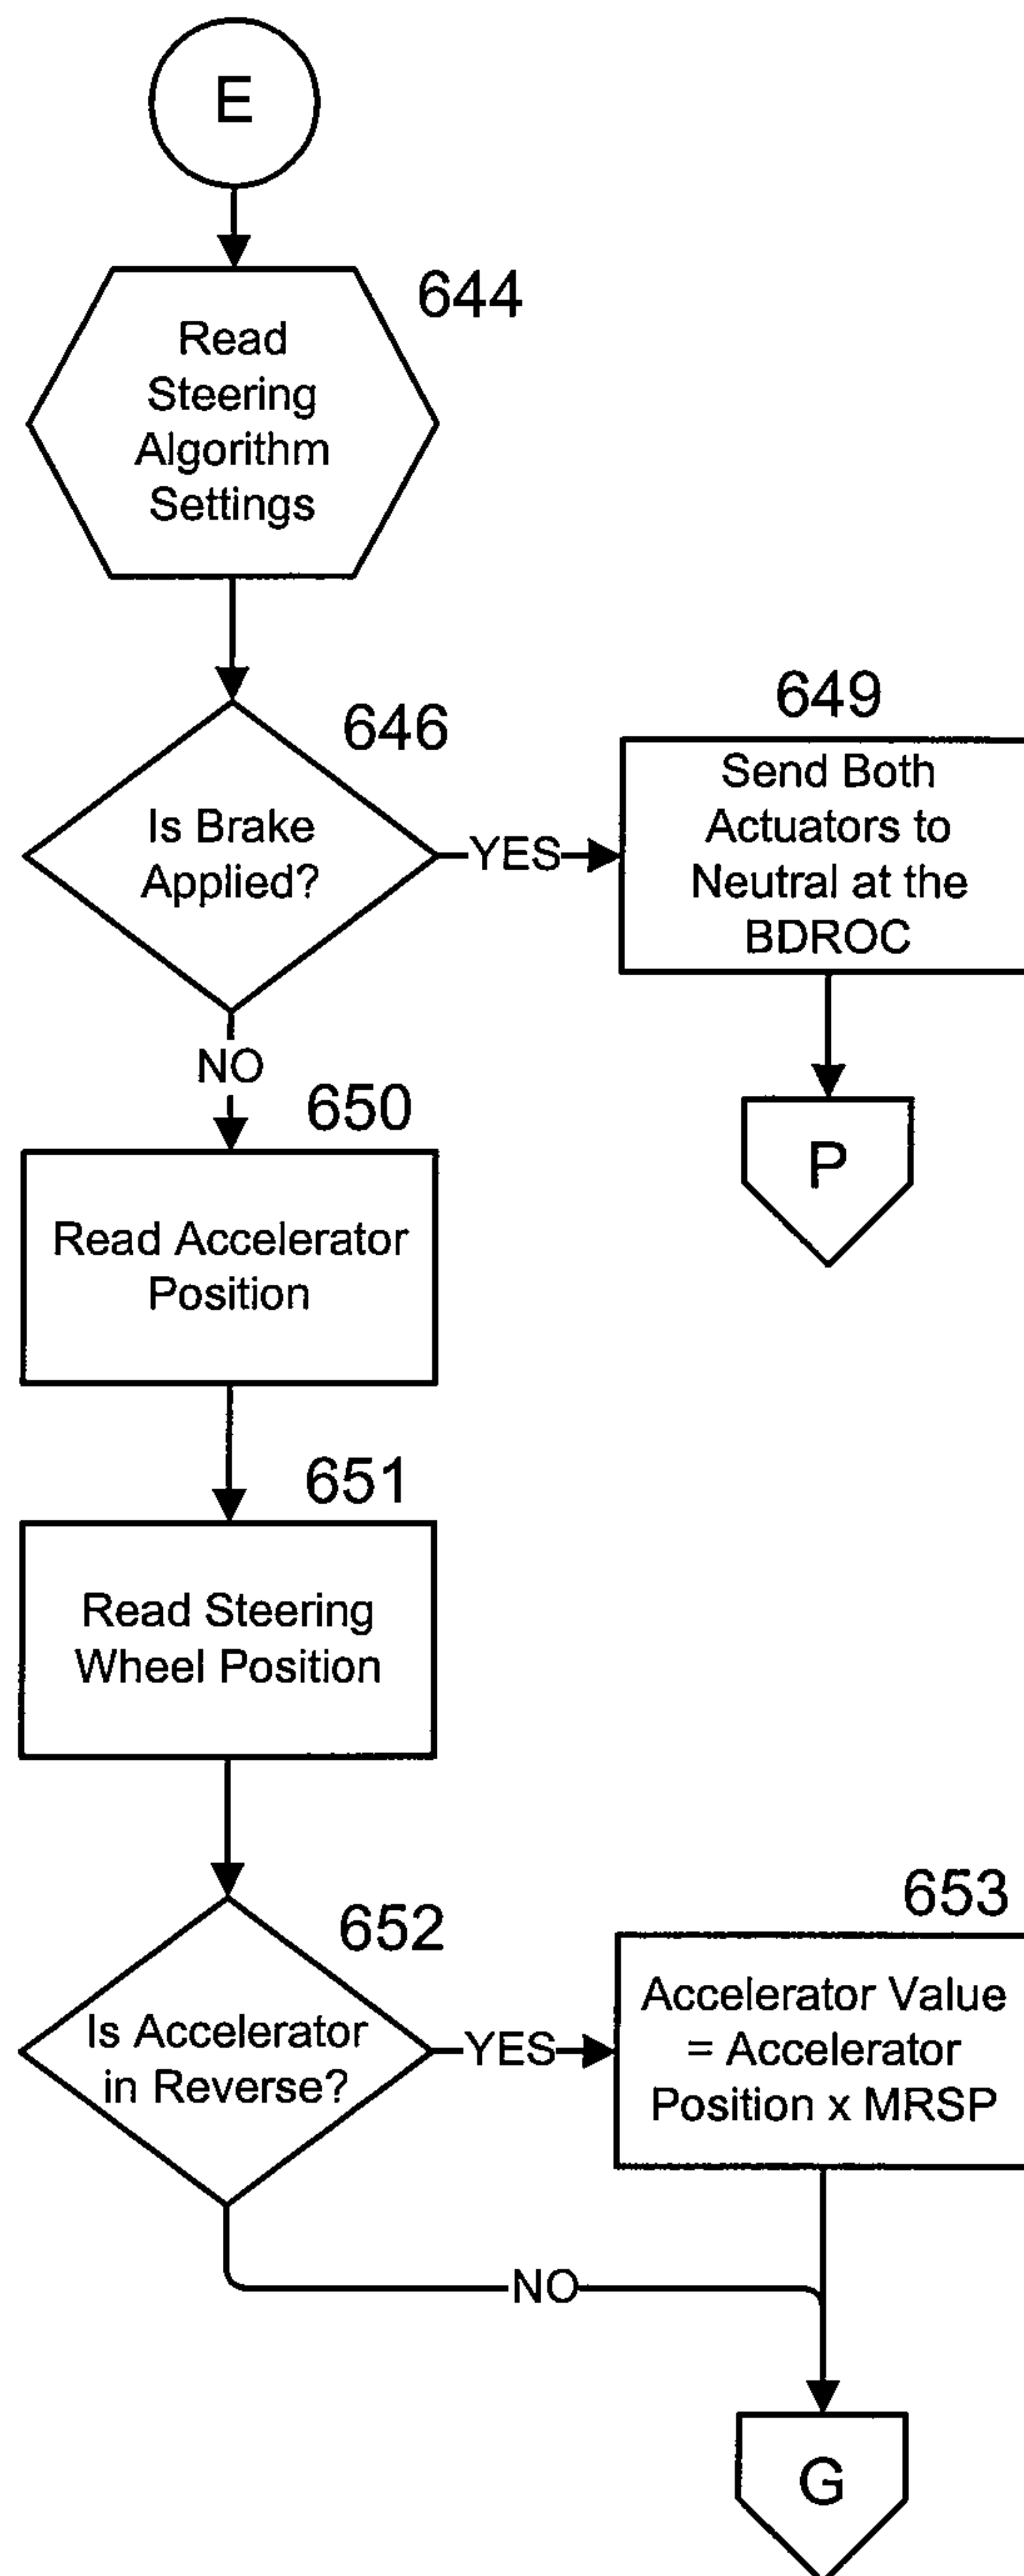 E
644
Read
Steering
Algorithm
Settings
646
Is Brake
Applied?
YES
649
Send Both
Actuators to
Neutral at the
BDROC
P
NO
650
Read Accelerator
Position
651
Read Steering
Wheel Position
652
Is Accelerator
in Reverse?
YES
653
Accelerator Value
= Accelerator
Position x MRSP
NO
G